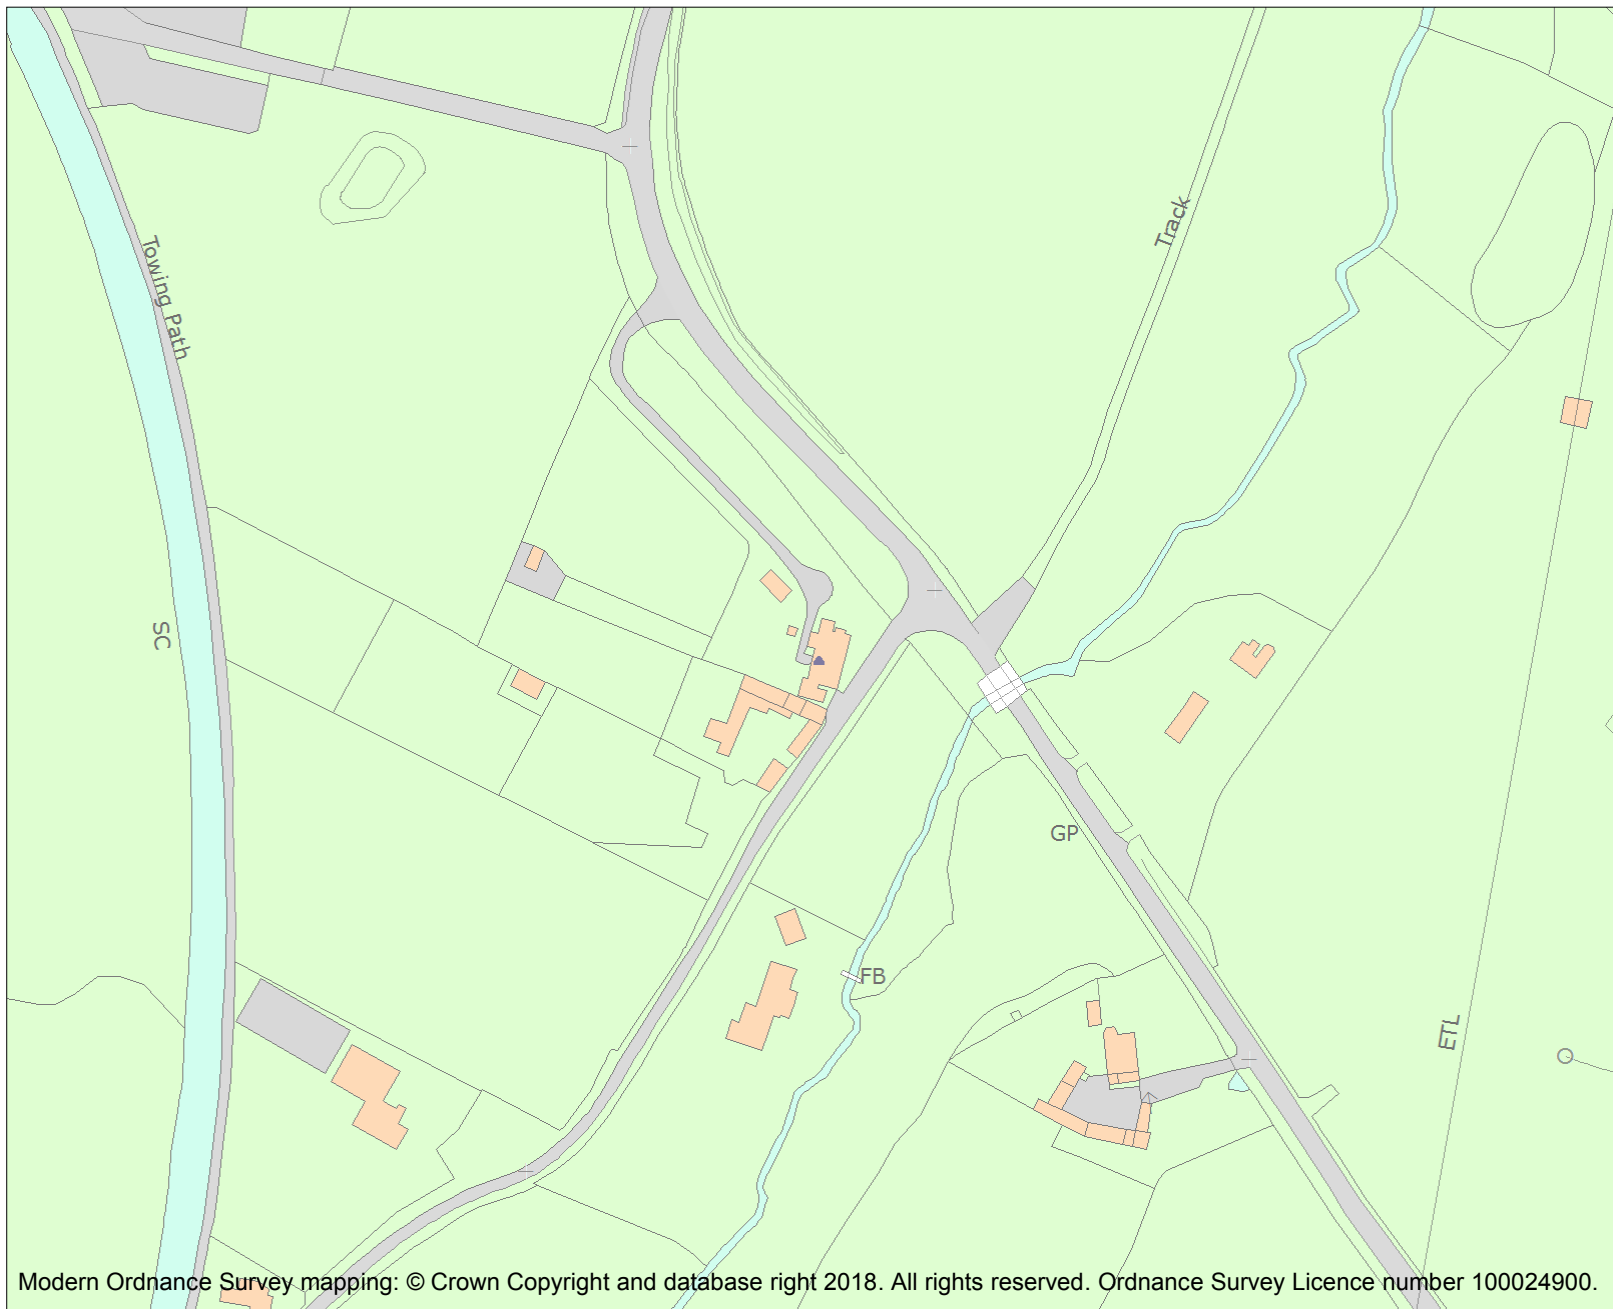 Track
Towing Path
SC
GP
FB
ETL
Modern Ordnance Survey mapping: © Crown Copyright and database right 2018. All rights reserved. Ordnance Survey Licence number 100024900.